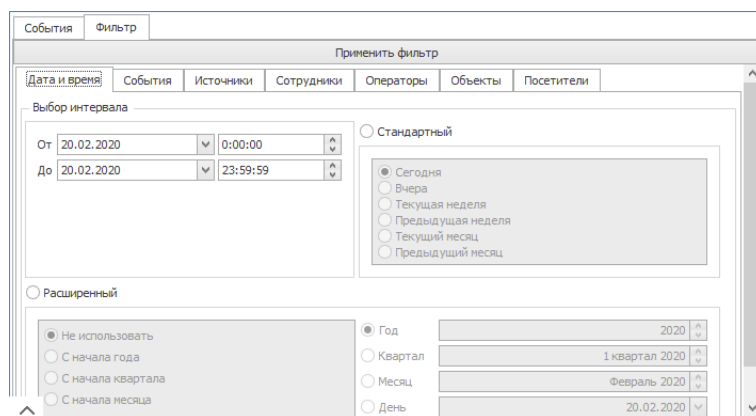 События Фильтр
Применить фильтр
Дата и время События Источники Сотрудники Операторы Объекты Посетители
Выбор интервала
От 20.02.2020 0:00:00
До 20.02.2020 23:59:59
Стандартный
Сегодня
Вчера
Текущая неделя
Предыдущая неделя
Текущий месяц
Предыдущий месяц
Расширенный
Не использовать
С начала года
С начала квартала
С начала месяца
Год 2020
Квартал 1 квартал 2020
Месяц Февраль 2020
День 20.02.2020